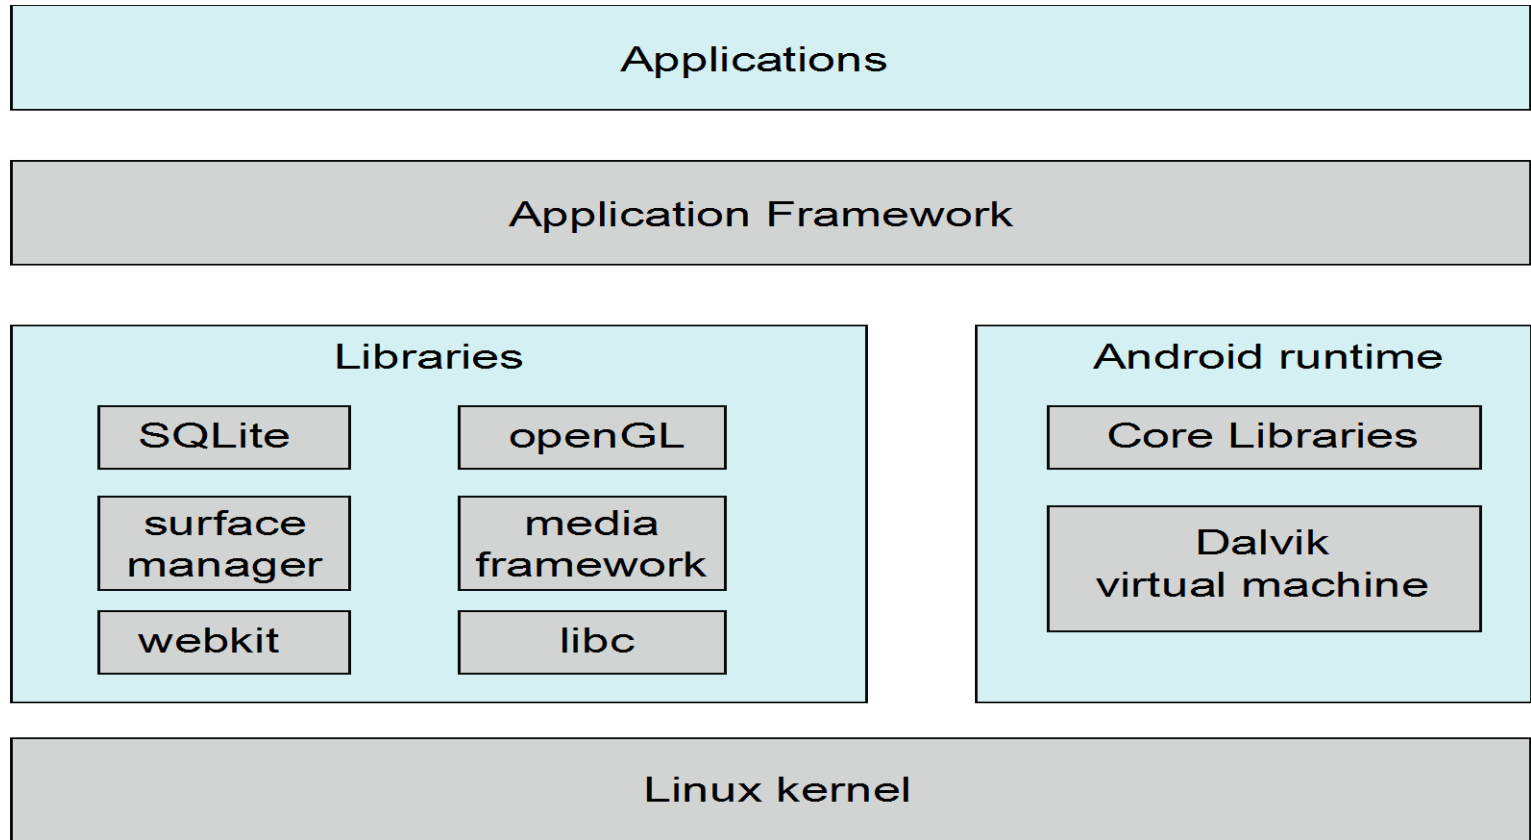 Applications
Application Framework
Libraries
SQLite
openGL
surface
manager
media
framework
webkit
libc
Android runtime
Core Libraries
Dalvik
virtual machine
Linux kernel